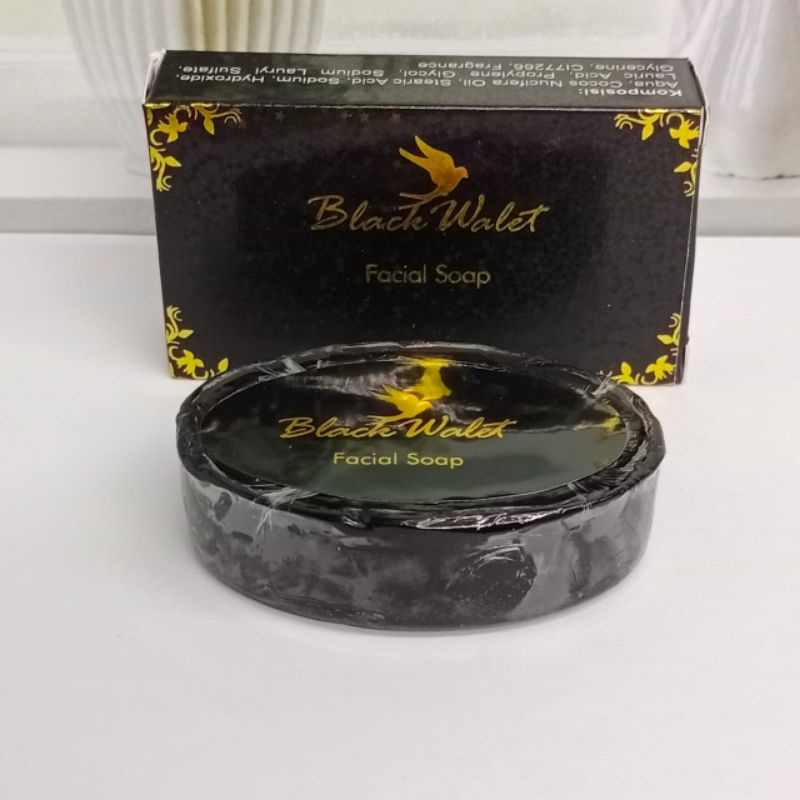 Komposisi:
Aqua, Cocos Nucifera Oil, Stearic Acid, Sodium, Hydroxide,
Lauric Acid, Propylene Glycol, Sodium Lauryl Sulfate,
Glycerine, CI77266, Fragrance
Black Walet
Facial Soap
Black Walet
Facial Soap